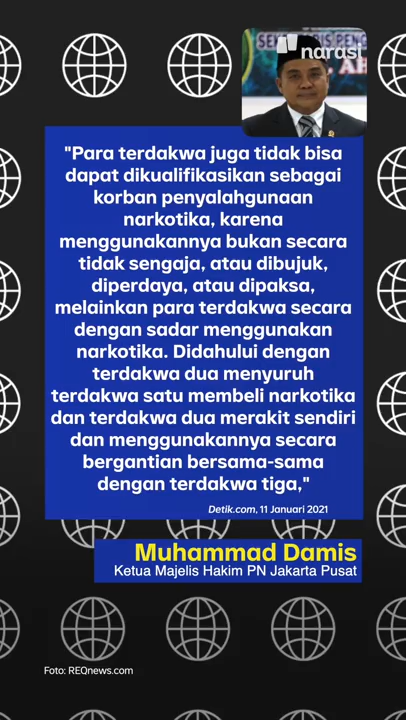 narasi
"Para terdakwa juga tidak bisa
dapat dikualifikasikan sebagai
korban penyalahgunaan
narkotika, karena
menggunakannya bukan secara
tidak sengaja, atau dibujuk,
diperdaya, atau dipaksa,
melainkan para terdakwa secara
dengan sadar menggunakan
narkotika. Didahului dengan
terdakwa dua menyuruh
terdakwa satu membeli narkotika
dan terdakwa dua merakit sendiri
dan menggunakannya secara
bergantian bersama-sama
dengan terdakwa tiga,"
Detik.com, 11 Januari 2021
Muhammad Damis
Ketua Majelis Hakim PN Jakarta Pusat
Foto: REQnews.com